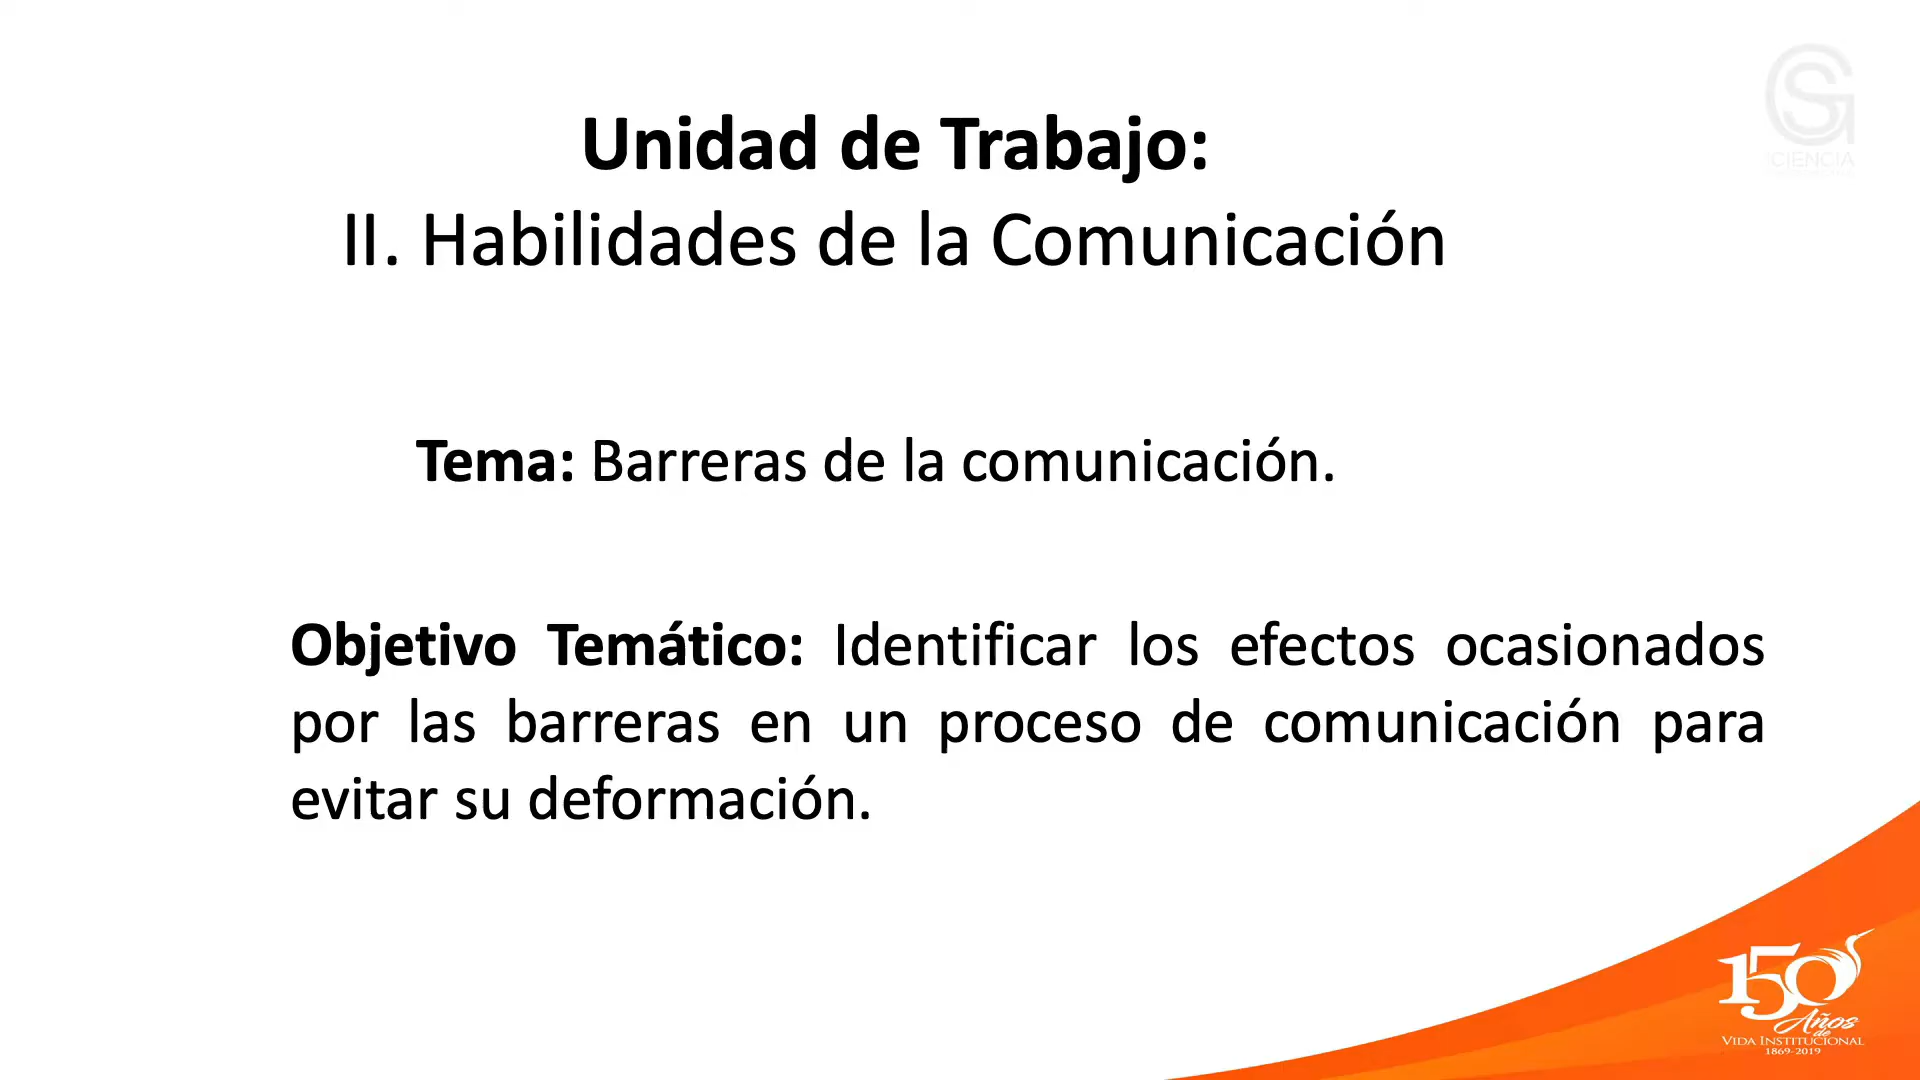 CIENCIA
Unidad de Trabajo:
II. Habilidades de la Comunicación
Tema: Barreras de la comunicación.
Objetivo Temático: Identificar los efectos ocasionados
por las barreras en un proceso de comunicación para
evitar su deformación.
150
Años
de
VIDA INSTITUCIONAL
1869-2019